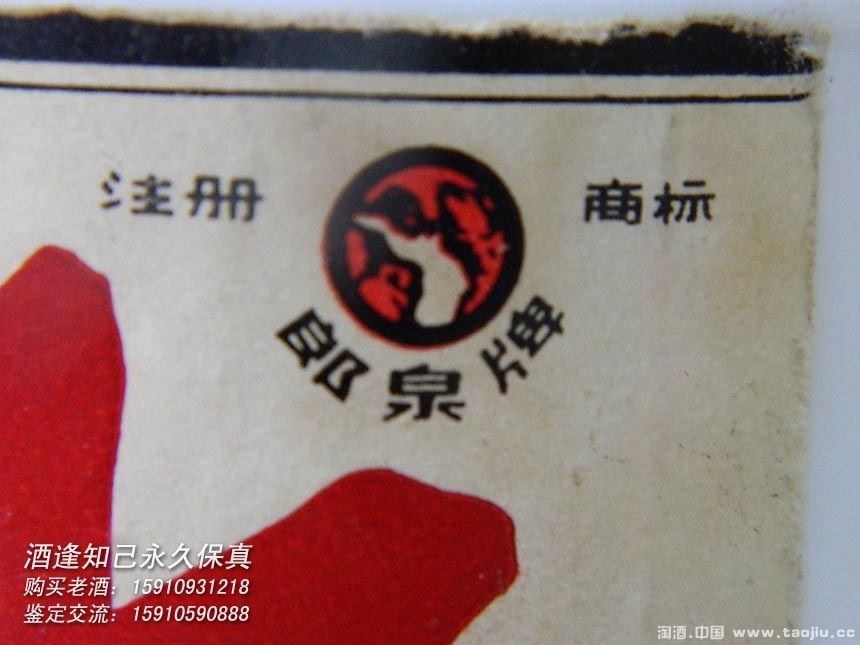 注册 商标
郎泉牌
酒逢知己永久保真
购买老酒：15910931218
鉴定交流：15910590888
淘酒.中国 www.taojiu.cc